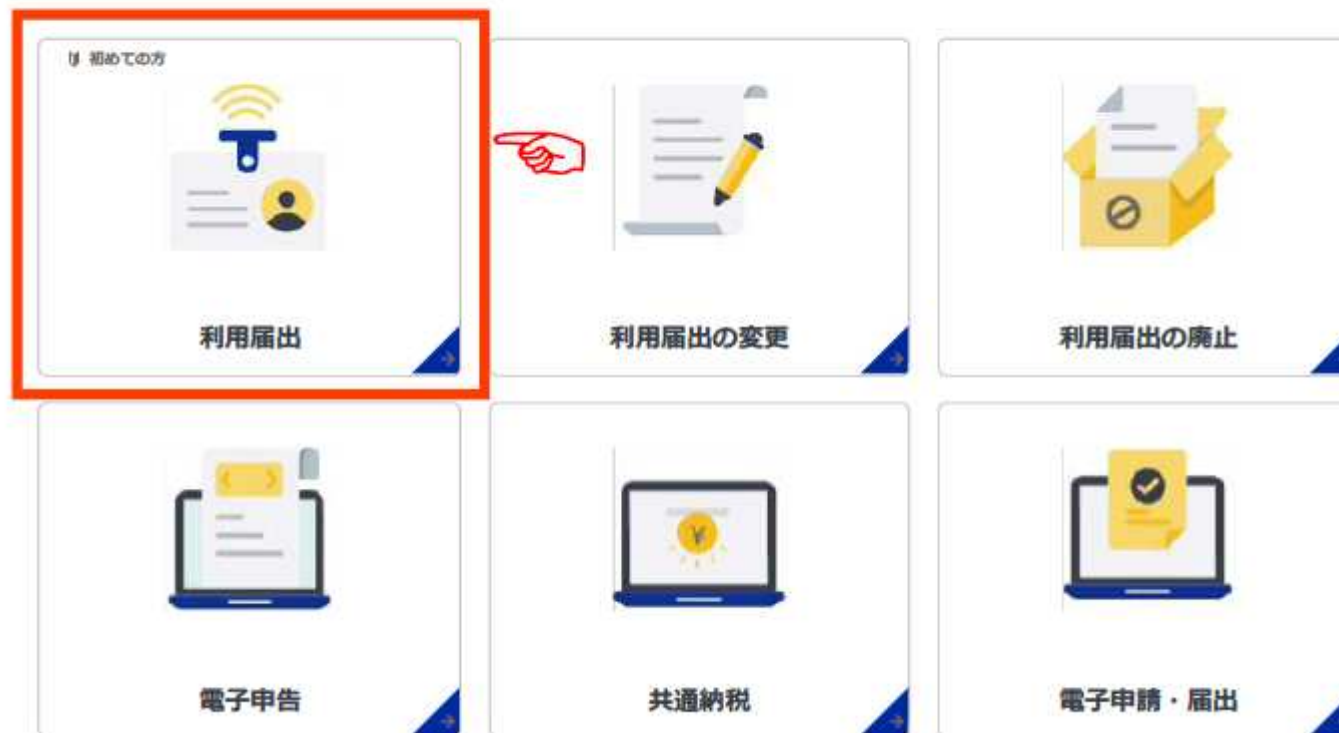 初めての方
利用届出
利用届出の変更
利用届出の廃止
電子申告
共通納税
電子申請・届出